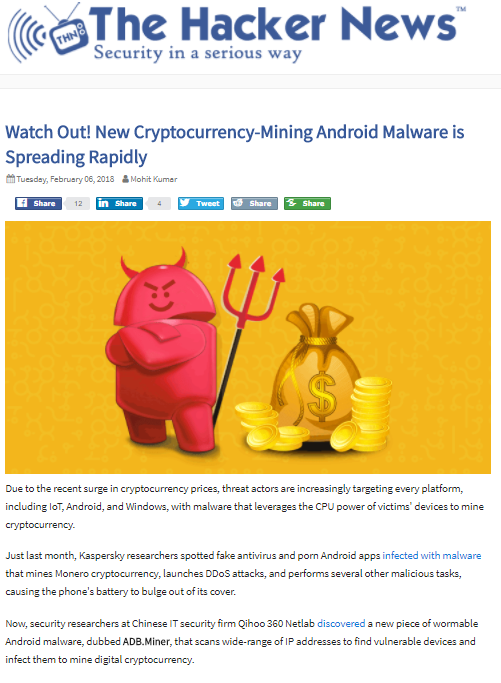 The Hacker News™
THN
Security in a serious way
Watch Out! New Cryptocurrency-Mining Android Malware is
Spreading Rapidly
Tuesday, February 06, 2018 Mohit Kumar
f Share 12 in Share 4 Tweet Share Share
$
Due to the recent surge in cryptocurrency prices, threat actors are increasingly targeting every platform,
including IoT, Android, and Windows, with malware that leverages the CPU power of victims' devices to mine
cryptocurrency.
Just last month, Kaspersky researchers spotted fake antivirus and porn Android apps infected with malware
that mines Monero cryptocurrency, launches DDoS attacks, and performs several other malicious tasks,
causing the phone's battery to bulge out of its cover.
Now, security researchers at Chinese IT security firm Qihoo 360 Netlab discovered a new piece of wormable
Android malware, dubbed ADB.Miner, that scans wide-range of IP addresses to find vulnerable devices and
infect them to mine digital cryptocurrency.